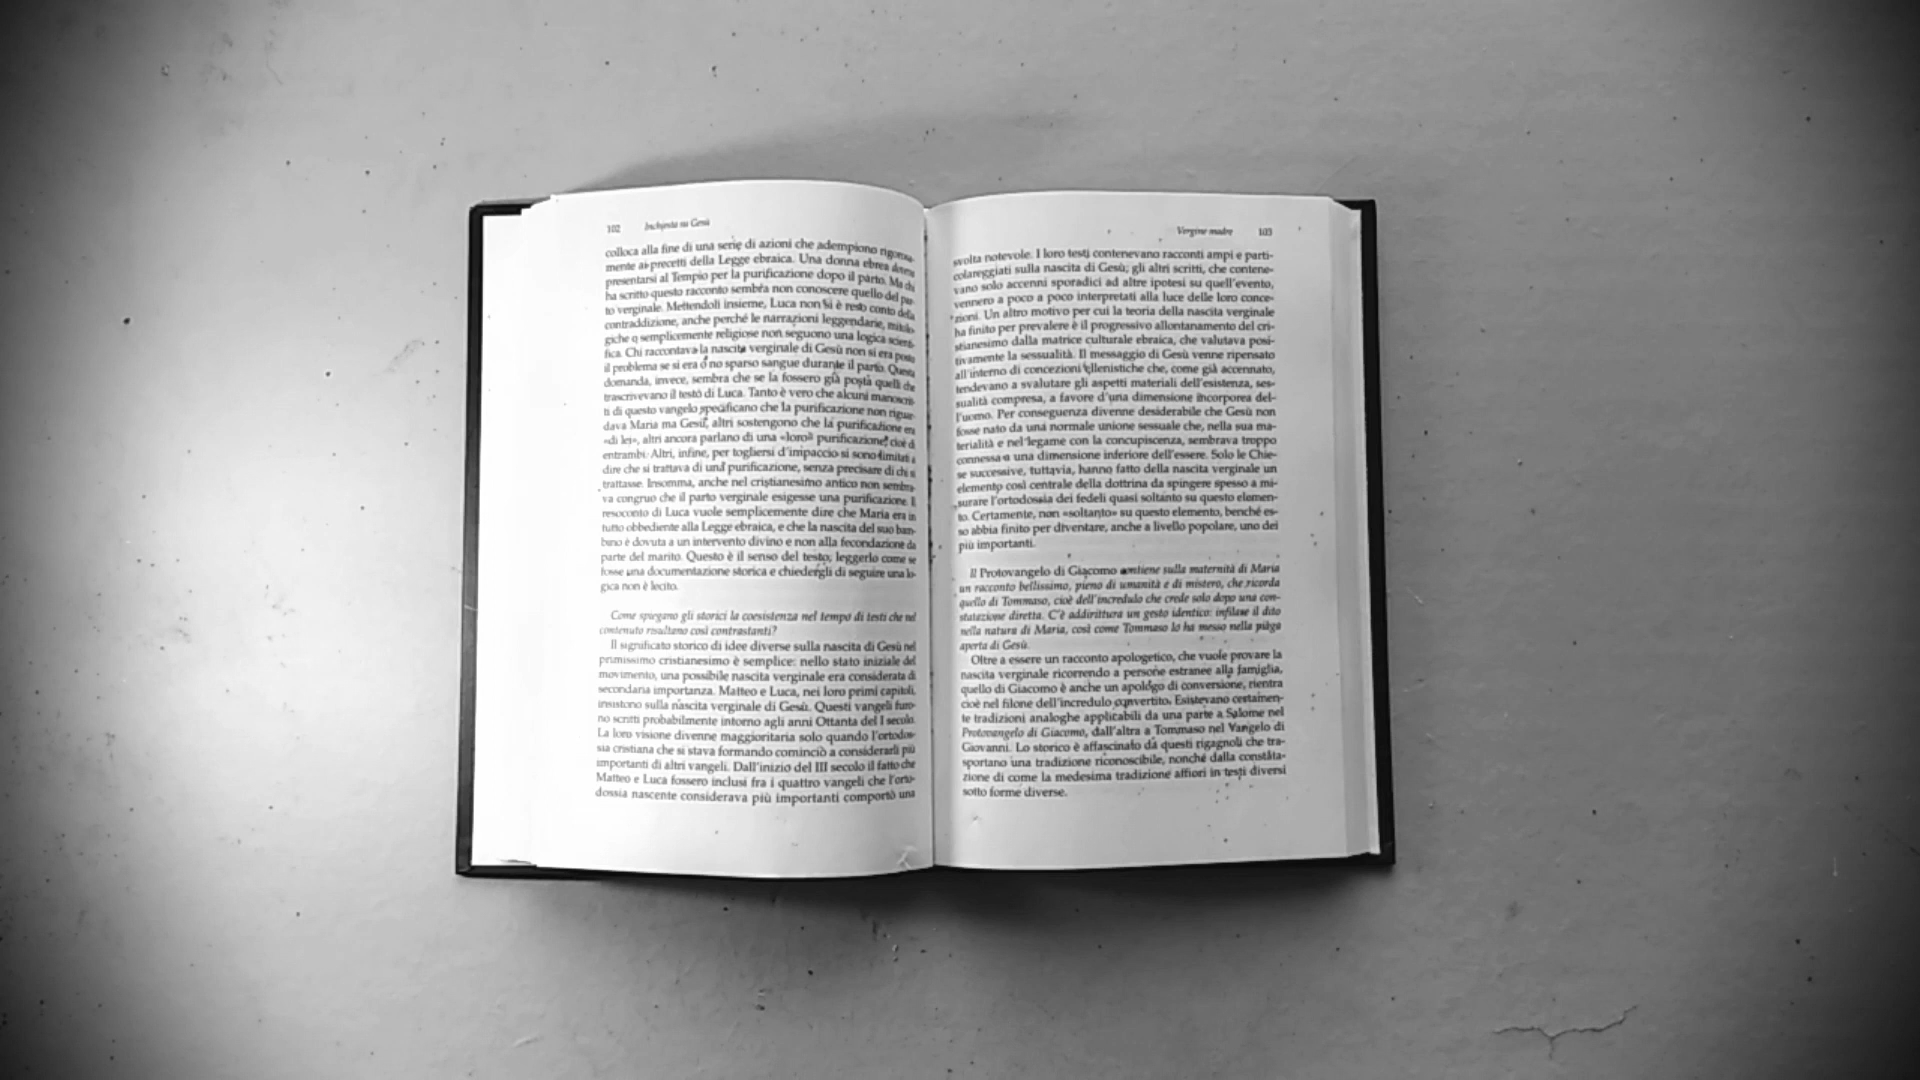 102 Inchiesta su Gesù
colloca alla fine di una serie di azioni che adempiono rigorosa-
mente ai precetti della Legge ebraica. Una donna ebrea doveva
presentarsi al Tempio per la purificazione dopo il parto. Ma chi
ha scritto questo racconto sembra non conoscere quello del par-
to verginale. Mettendoli insieme, Luca non si è reso conto della
contraddizione, anche perché le narrazioni leggendarie, mitolo-
giche o semplicemente religiose non seguono una logica scienti-
fica. Chi raccontava la nascita verginale di Gesù non si era posto
il problema se si era o no sparso sangue durante il parto. Questa
domanda, invece, sembra che se la fossero già posta quelli che
trascrivevano il testo di Luca. Tanto è vero che alcuni manoscrit-
ti di questo vangelo specificano che la purificazione non riguar-
dava Maria ma Gesù, altri sostengono che la purificazione era
«di lei», altri ancora parlano di una «loro» purificazione, cioè di
entrambi. Altri, infine, per togliersi d'impaccio si sono limitati a
dire che si trattava di una purificazione, senza precisare di chi si
trattasse. Insomma, anche nel cristianesimo antico non sembra-
va congruo che il parto verginale esigesse una purificazione. Il
resoconto di Luca vuole semplicemente dire che Maria era in
tutto obbediente alla Legge ebraica, e che la nascita del suo bam-
bino è dovuta a un intervento divino e non alla fecondazione da
parte del marito. Questo è il senso del testo; leggerlo come se
fosse una documentazione storica e chiedergli di seguire una lo-
gica non è lecito.
Come spiegano gli storici la coesistenza nel tempo di testi che nel
contenuto risultano così contrastanti?
Il significato storico di idee diverse sulla nascita di Gesù nel
primissimo cristianesimo è semplice: nello stato iniziale del
movimento, una possibile nascita verginale era considerata di
secondaria importanza. Matteo e Luca, nei loro primi capitoli,
insistono sulla nascita verginale di Gesù. Questi vangeli furo-
no scritti probabilmente intorno agli anni Ottanta del I secolo.
La loro visione divenne maggioritaria solo quando l'ortodos-
sia cristiana che si stava formando cominciò a considerarli più
importanti di altri vangeli. Dall'inizio del III secolo il fatto che
Matteo e Luca fossero inclusi fra i quattro vangeli che l'orto-
dossia nascente considerava più importanti comportò una
Vergine madre 103
svolta notevole. I loro testi contenevano racconti ampi e parti-
colareggiati sulla nascita di Gesù; gli altri scritti, che contene-
vano solo accenni sporadici ad altre ipotesi su quell'evento,
vennero a poco a poco interpretati alla luce delle loro conce-
zioni. Un altro motivo per cui la teoria della nascita verginale
ha finito per prevalere è il progressivo allontanamento del cri-
stianesimo dalla matrice culturale ebraica, che valutava posi-
tivamente la sessualità. Il messaggio di Gesù venne ripensato
all'interno di concezioni ellenistiche che, come già accennato,
tendevano a svalutare gli aspetti materiali dell'esistenza, ses-
sualità compresa, a favore d'una dimensione incorporea del-
l'uomo. Per conseguenza divenne desiderabile che Gesù non
fosse nato da una normale unione sessuale che, nella sua ma-
terialità e nel legame con la concupiscenza, sembrava troppo
connessa a una dimensione inferiore dell'essere. Solo le Chie-
se successive, tuttavia, hanno fatto della nascita verginale un
elemento così centrale della dottrina da spingere spesso a mi-
surare l'ortodossia dei fedeli quasi soltanto su questo elemen-
to. Certamente, non «soltanto» su questo elemento, benché es-
so abbia finito per diventare, anche a livello popolare, uno dei
più importanti.
Il Protovangelo di Giacomo contiene sulla maternità di Maria
un racconto bellissimo, pieno di umanità e di mistero, che ricorda
quello di Tommaso, cioè dell'incredulo che crede solo dopo una con-
statazione diretta. C'è addirittura un gesto identico: infilare il dito
nella natura di Maria, così come Tommaso lo ha messo nella piaga
aperta di Gesù.
Oltre a essere un racconto apologetico, che vuole provare la
nascita verginale ricorrendo a persone estranee alla famiglia,
quello di Giacomo è anche un apologo di conversione, rientra
cioè nel filone dell'incredulo convertito. Esistevano certamen-
te tradizioni analoghe applicabili da una parte a Salome nel
Protovangelo di Giacomo, dall'altra a Tommaso nel Vangelo di
Giovanni. Lo storico è affascinato da questi rigagnoli che tra-
sportano una tradizione riconoscibile, nonché dalla constata-
zione di come la medesima tradizione affiori in testi diversi
sotto forme diverse.